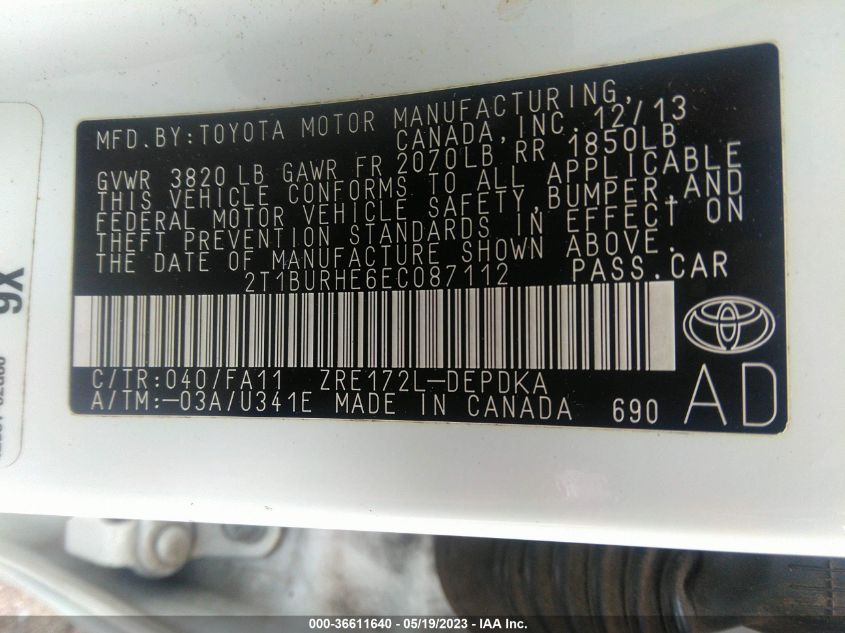 MFD.BY:TOYOTA MOTOR MANUFACTURING,
CANADA,INC. 12/13
GVWR 3820 LB GAWR FR 2070LB RR 1850LB
THIS VEHICLE CONFORMS TO ALL APPLICABLE
FEDERAL MOTOR VEHICLE SAFETY,BUMPER,AND
THEFT PREVENTION STANDARDS IN EFFECT ON
THE DATE OF MANUFACTURE SHOWN ABOVE.
2T1BURHE6EC087112 PASS.CAR
C/TR:040/FA11 ZRE172L-DEPDKA
A/TM:-03A/U341E MADE IN CANADA 690
AD
9X
000-36611640 - 05/19/2023 - IAA Inc.